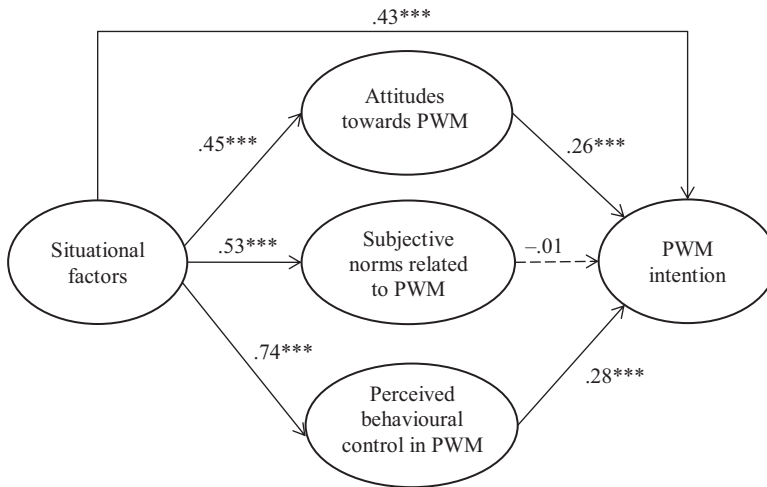 .43***
Attitudes
towards PWM
.45***
.26***
Situational
factors
.53***
Subjective
norms related
to PWM
–.01
PWM
intention
.74***
.28***
Perceived
behavioural
control in PWM